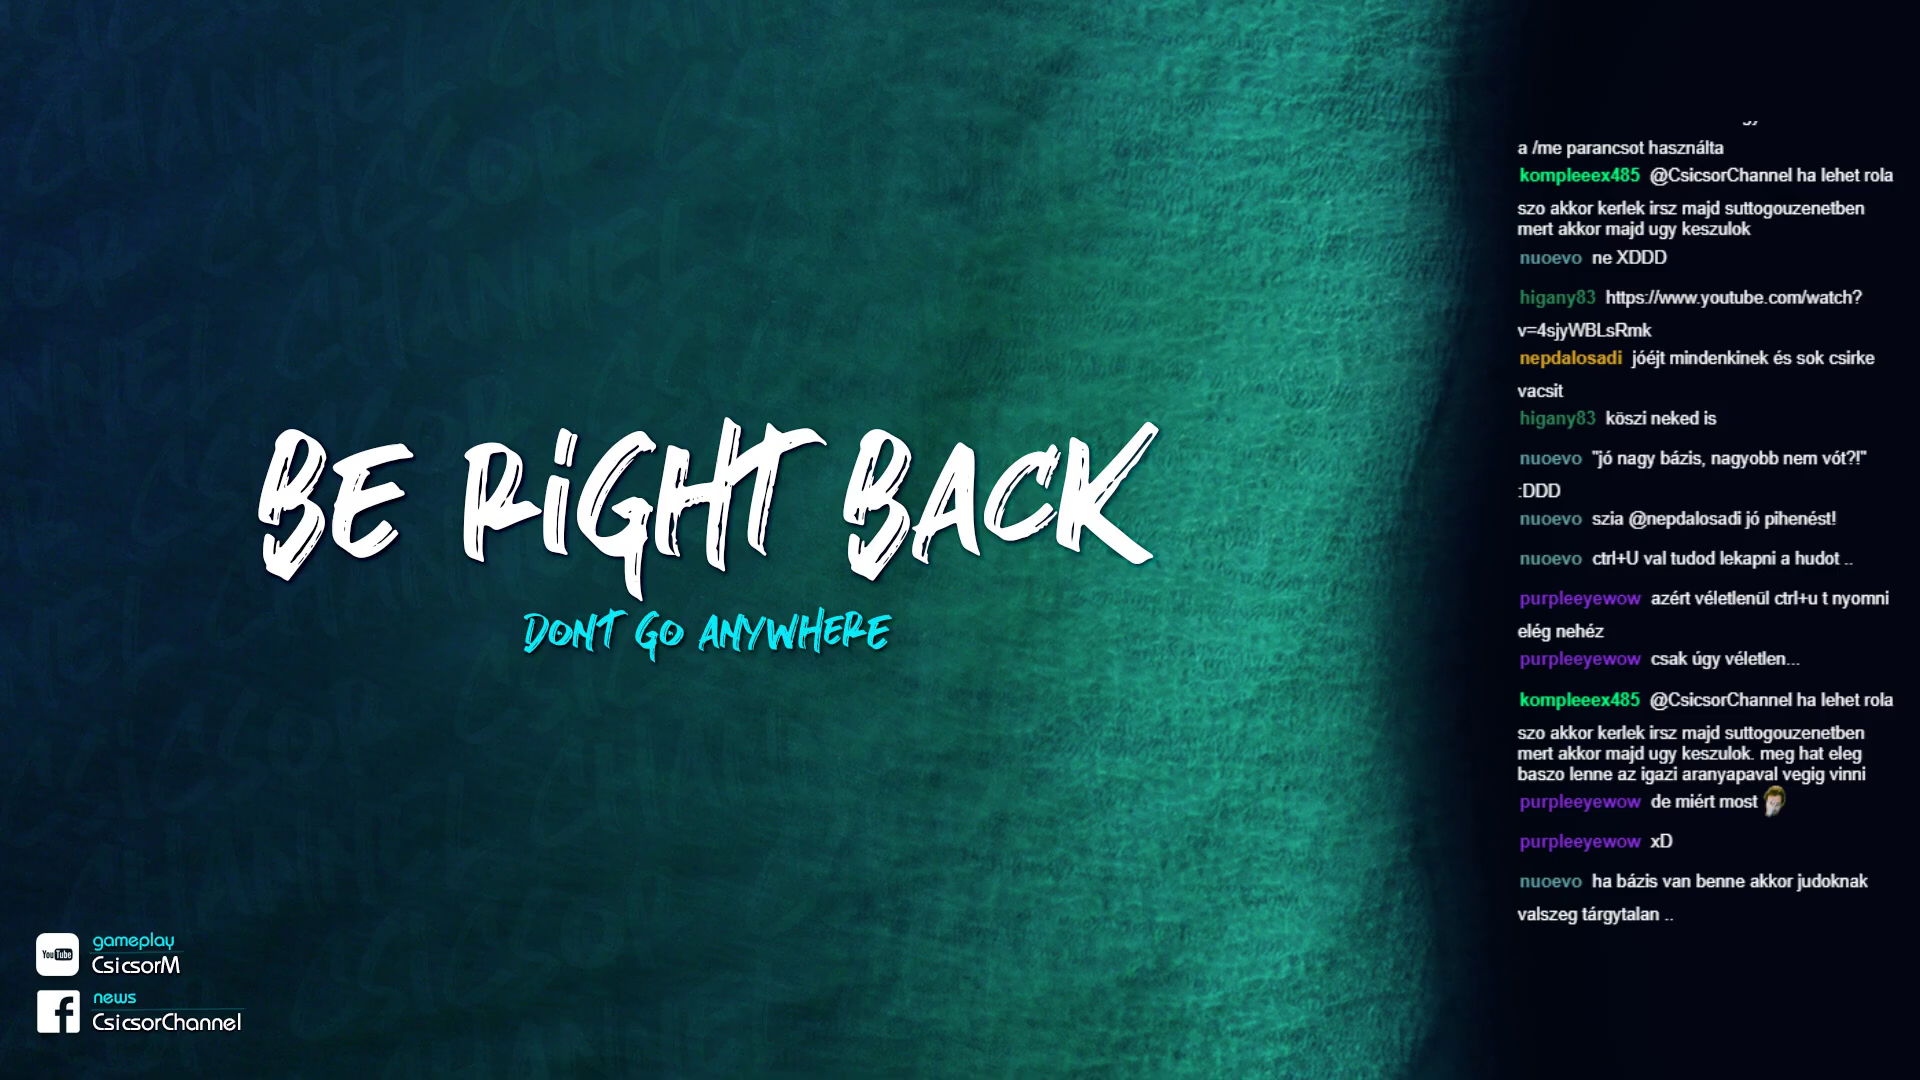 BE RIGHT BACK
DONT GO ANYWHERE
YouTube
gameplay
CsicsorM
news
CsicsorChannel
a /me parancsot használta
kompleeex485 @CsicsorChannel ha lehet rola
szo akkor kerlek irsz majd suttogouzenetben
mert akkor majd ugy keszulok
nuoevo ne XDDD
higany83 https://www.youtube.com/watch?
v=4sjyWBLsRmk
nepdalosadi jóéjt mindenkinek és sok csirke
vacsit
higany83 köszi neked is
nuoevo "jó nagy bázis, nagyobb nem vót?!"
:DDD
nuoevo szia @nepdalosadi jó pihenést!
nuoevo ctrl+U val tudod lekapni a hudot ..
purpleeyewow azért véletlenül ctrl+u t nyomni
elég nehéz
purpleeyewow csak úgy véletlen...
kompleeex485 @CsicsorChannel ha lehet rola
szo akkor kerlek irsz majd suttogouzenetben
mert akkor majd ugy keszulok. meg hat eleg
baszo lenne az igazi aranyapaval vegig vinni
purpleeyewow de miért most
purpleeyewow xD
nuoevo ha bázis van benne akkor judoknak
valszeg tárgytalan ..